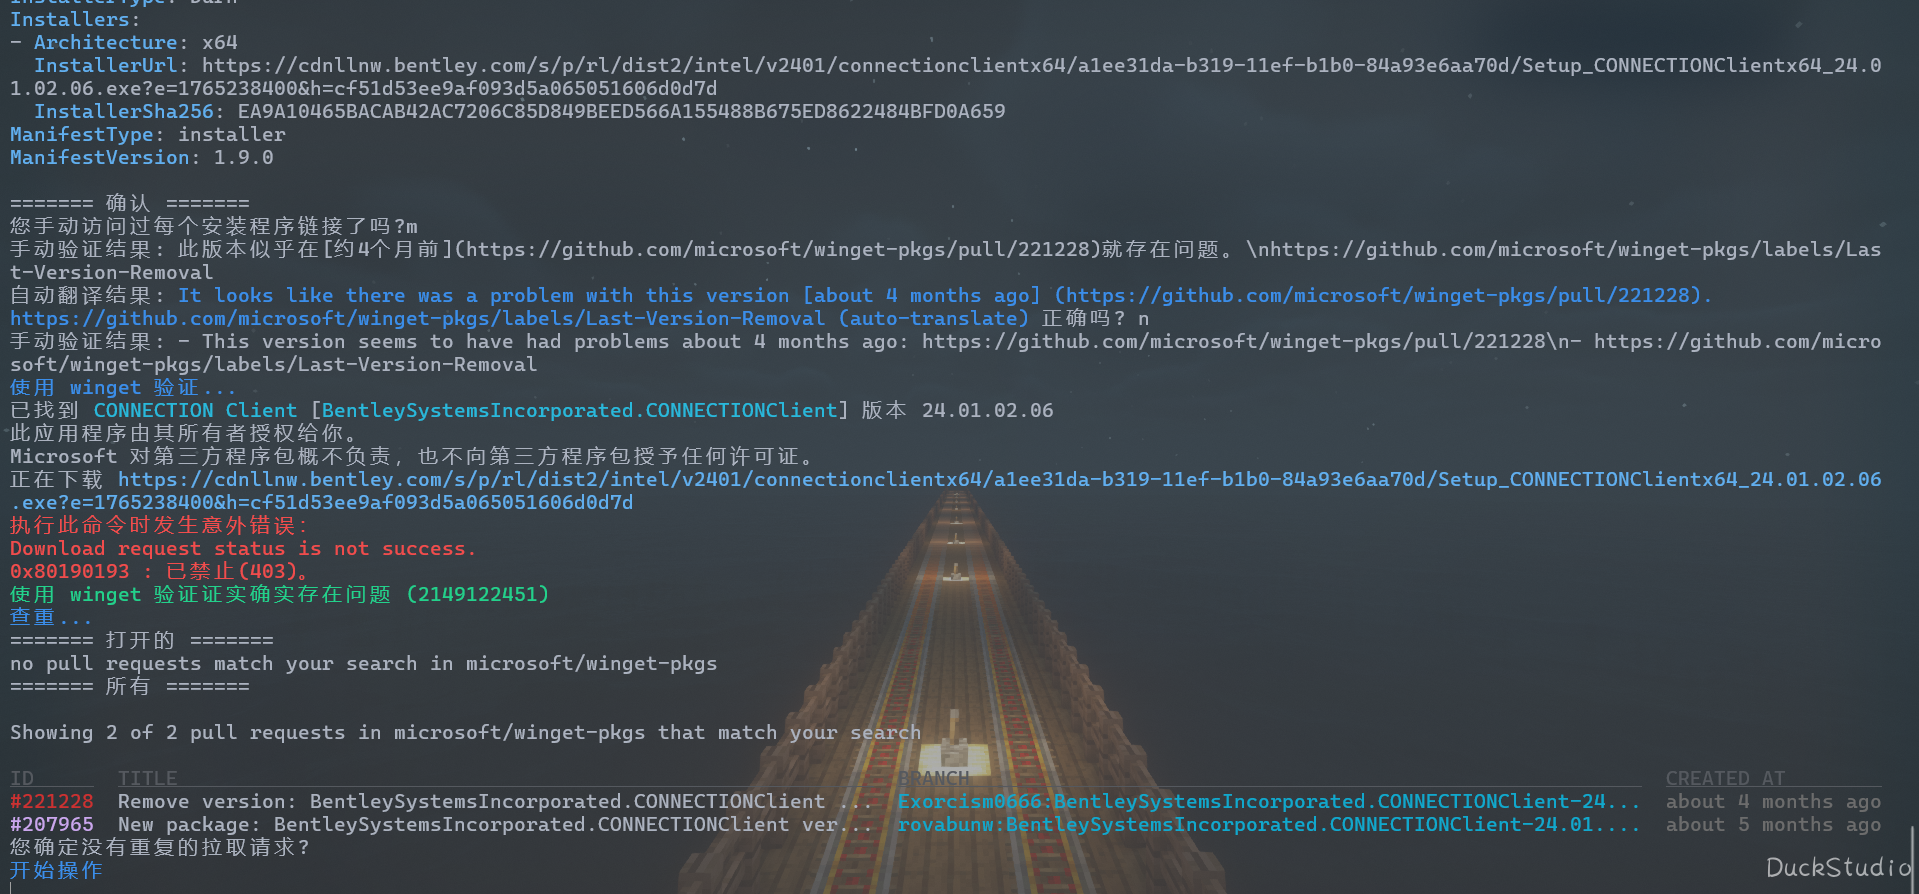 InstallerType: burn
Installers:
- Architecture: x64
  InstallerUrl: https://cdnllnw.bentley.com/s/p/rl/dist2/intel/v2401/connectionclientx64/a1ee31da-b319-11ef-b1b0-84a93e6aa70d/Setup_CONNECTIONClientx64_24.0
1.02.06.exe?e=1765238400&h=cf51d53ee9af093d5a065051606d0d7d
  InstallerSha256: EA9A10465BACAB42AC7206C85D849BEED566A155488B675ED8622484BFD0A659
ManifestType: installer
ManifestVersion: 1.9.0
======= 确认 =======
您手动访问过每个安装程序链接了吗?m
手动验证结果: 此版本似乎在[约4个月前](https://github.com/microsoft/winget-pkgs/pull/221228)就存在问题。\nhttps://github.com/microsoft/winget-pkgs/labels/Las
t-Version-Removal
自动翻译结果: It looks like there was a problem with this version [about 4 months ago] (https://github.com/microsoft/winget-pkgs/pull/221228).
https://github.com/microsoft/winget-pkgs/labels/Last-Version-Removal (auto-translate) 正确吗? n
手动验证结果: - This version seems to have had problems about 4 months ago: https://github.com/microsoft/winget-pkgs/pull/221228\n- https://github.com/micro
soft/winget-pkgs/labels/Last-Version-Removal
使用 winget 验证...
已找到 CONNECTION Client [BentleySystemsIncorporated.CONNECTIONClient] 版本 24.01.02.06
此应用程序由其所有者授权给你。
Microsoft 对第三方程序包概不负责，也不向第三方程序包授予任何许可证。
正在下载 https://cdnllnw.bentley.com/s/p/rl/dist2/intel/v2401/connectionclientx64/a1ee31da-b319-11ef-b1b0-84a93e6aa70d/Setup_CONNECTIONClientx64_24.01.02.06
.exe?e=1765238400&h=cf51d53ee9af093d5a065051606d0d7d
执行此命令时发生意外错误:
Download request status is not success.
0x80190193 : 已禁止(403)。
使用 winget 验证证实确实存在问题 (2149122451)
查重...
======= 打开的 =======
no pull requests match your search in microsoft/winget-pkgs
======= 所有 =======
Showing 2 of 2 pull requests in microsoft/winget-pkgs that match your search
ID  TITLE  BRANCH  CREATED AT
#221228  Remove version: BentleySystemsIncorporated.CONNECTIONClient ...  Exorcism0666:BentleySystemsIncorporated.CONNECTIONClient-24...  about 4 months ago
#207965  New package: BentleySystemsIncorporated.CONNECTIONClient ver...  rovabunw:BentleySystemsIncorporated.CONNECTIONClient-24.01....  about 5 months ago
您确定没有重复的拉取请求?
开始操作
DuckStudio